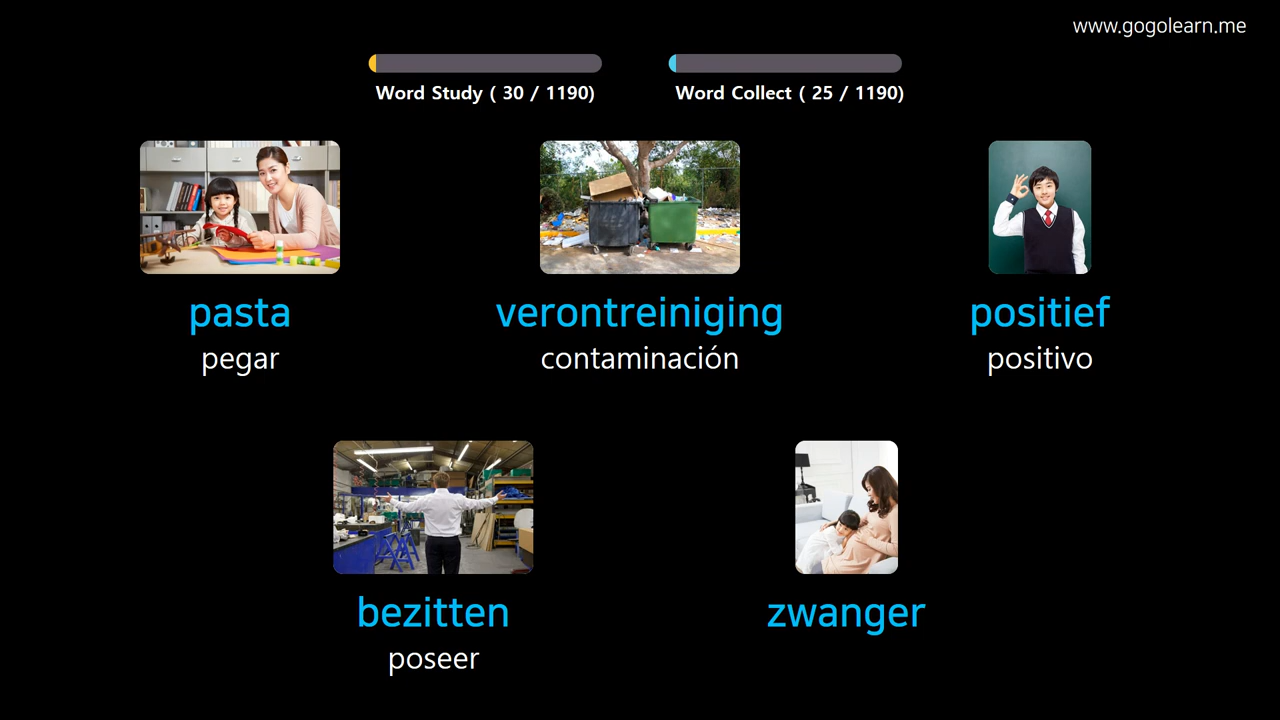 www.gogolearn.me
Word Study ( 30 / 1190)
Word Collect ( 25 / 1190)
pasta
pegar
verontreiniging
contaminación
positief
positivo
bezitten
poseer
zwanger